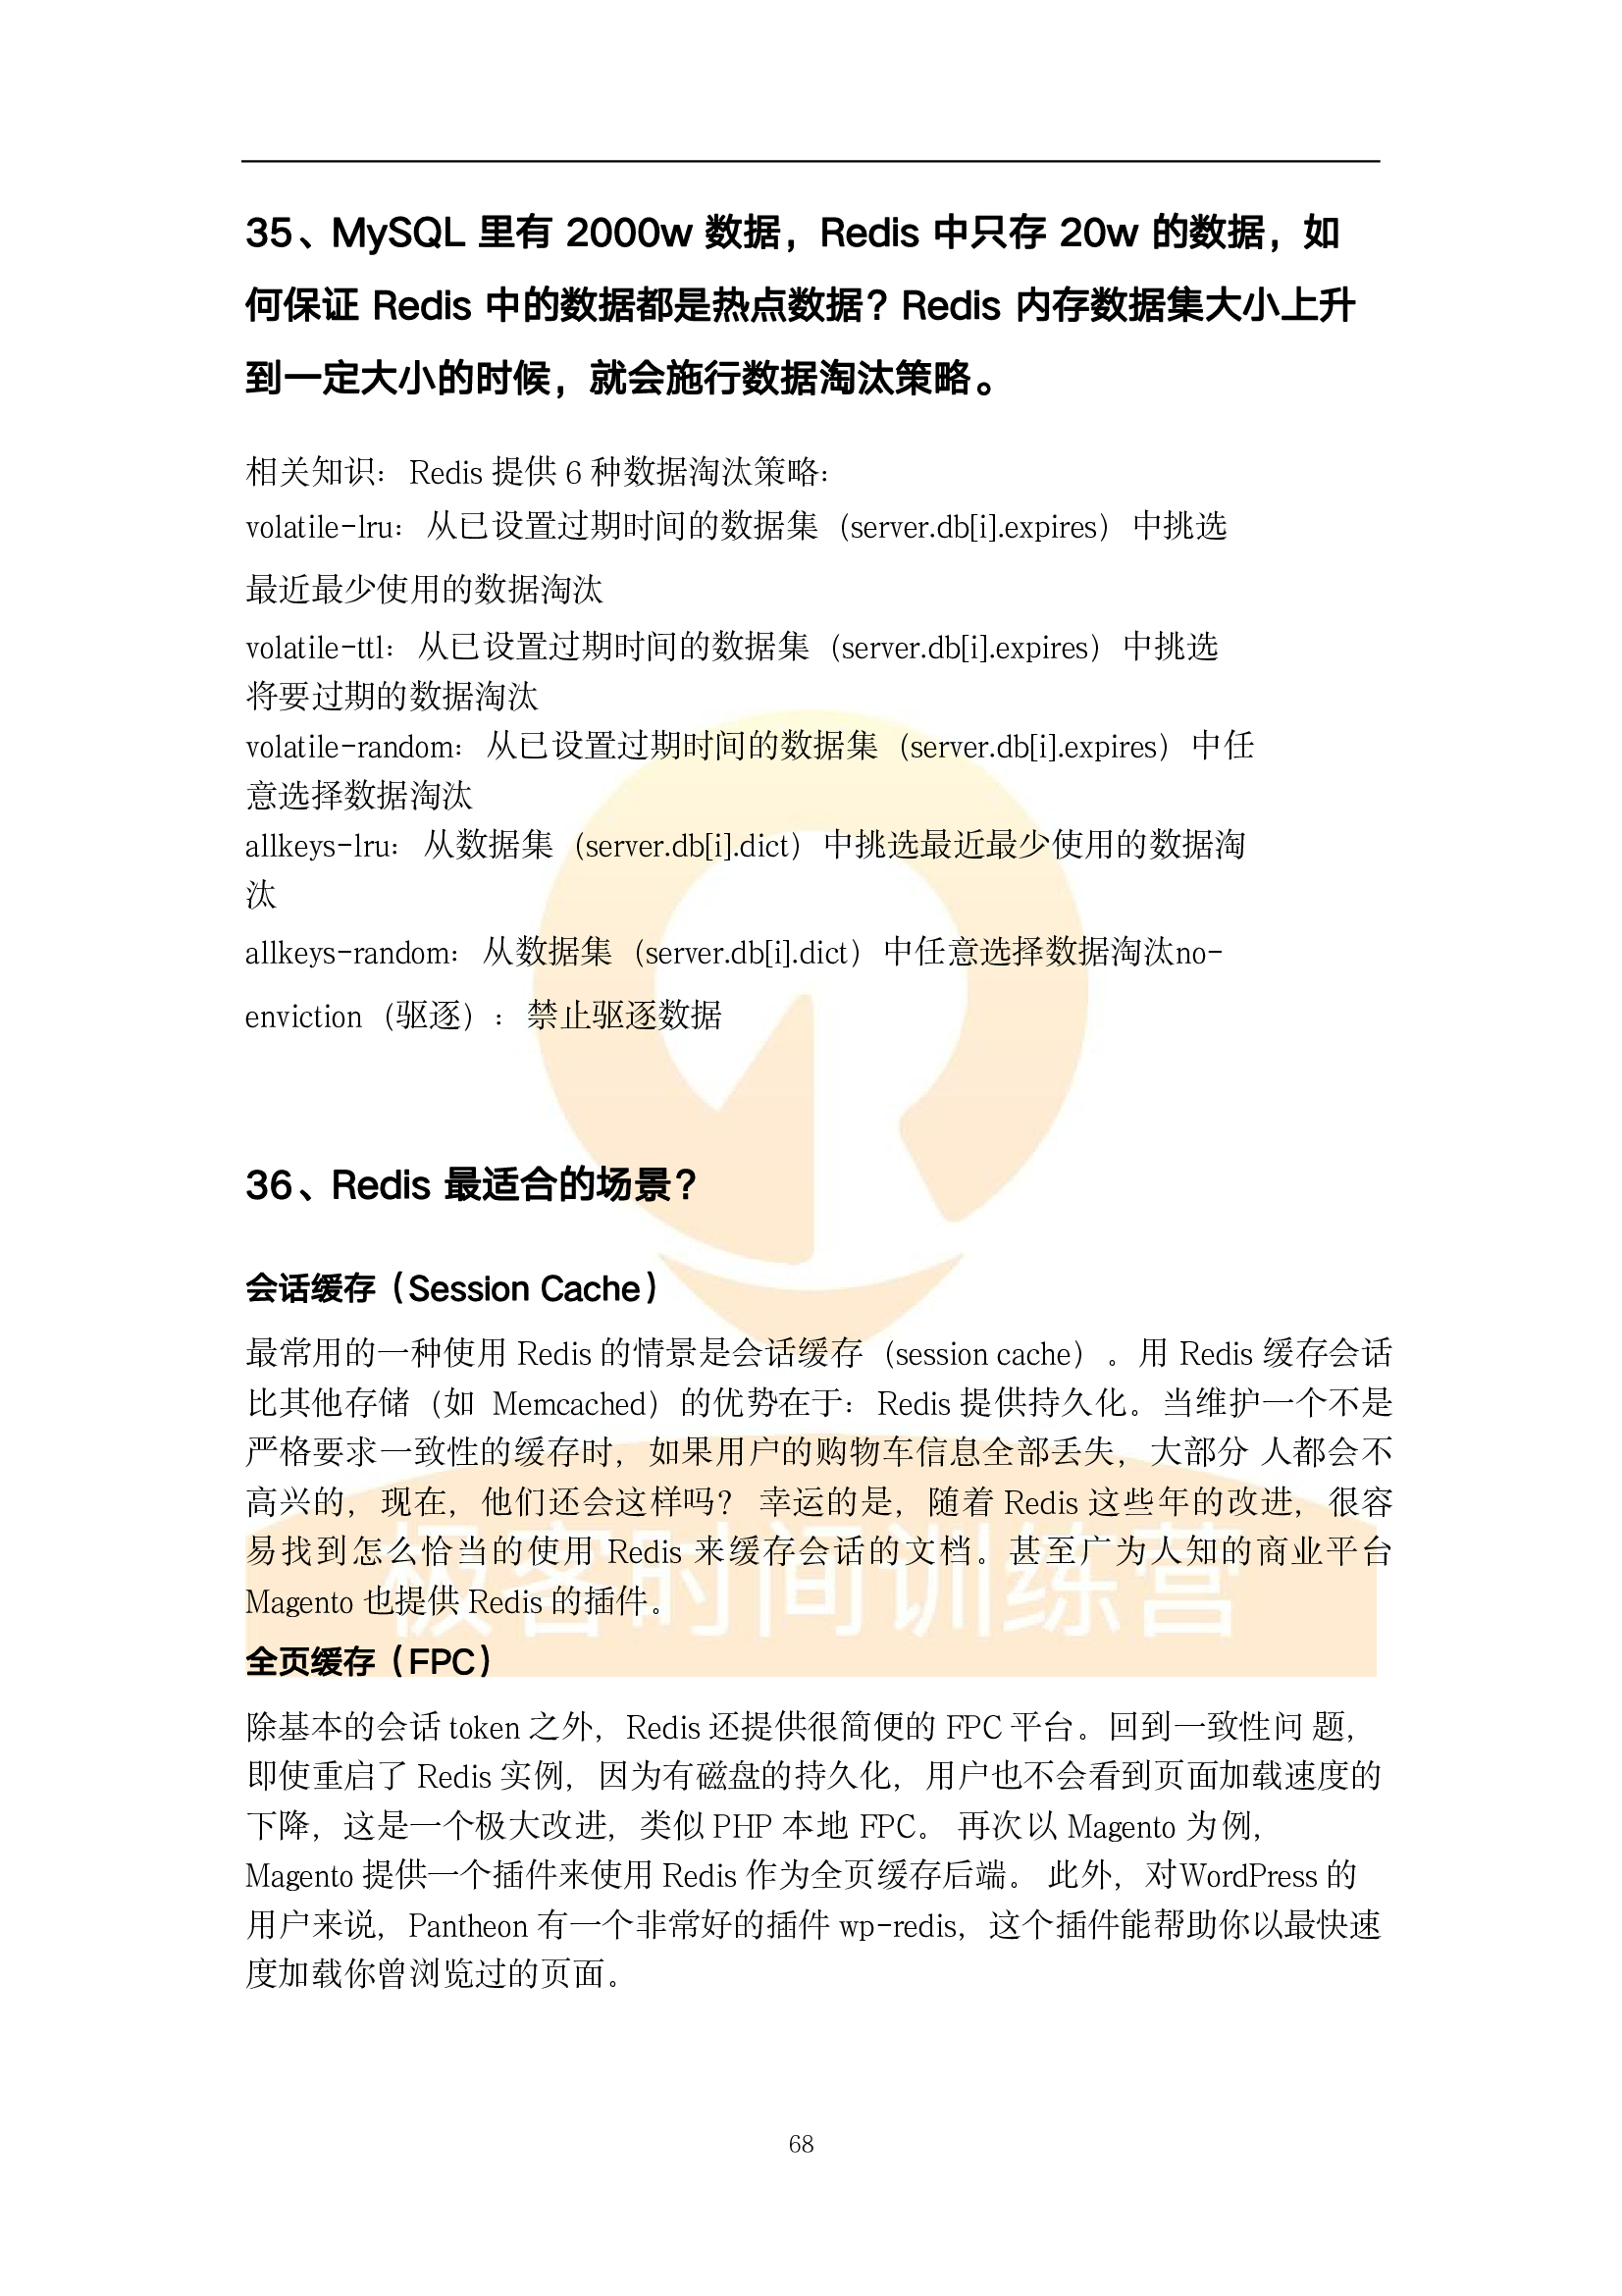 35、MySQL 里有 2000w 数据，Redis 中只存 20w 的数据，如
何保证 Redis 中的数据都是热点数据？Redis 内存数据集大小上升
到一定大小的时候，就会施行数据淘汰策略。
相关知识：Redis 提供 6 种数据淘汰策略：
volatile-lru：从已设置过期时间的数据集（server.db[i].expires）中挑选
最近最少使用的数据淘汰
volatile-ttl：从已设置过期时间的数据集（server.db[i].expires）中挑选
将要过期的数据淘汰
volatile-random：从已设置过期时间的数据集（server.db[i].expires）中任
意选择数据淘汰
allkeys-lru：从数据集（server.db[i].dict）中挑选最近最少使用的数据淘
汰
allkeys-random：从数据集（server.db[i].dict）中任意选择数据淘汰no-
enviction（驱逐）：禁止驱逐数据
36、Redis 最适合的场景？
会话缓存（Session Cache）
最常用的一种使用 Redis 的情景是会话缓存（session cache）。用 Redis 缓存会话
比其他存储（如 Memcached）的优势在于：Redis 提供持久化。当维护一个不是
严格要求一致性的缓存时，如果用户的购物车信息全部丢失，大部分 人都会不
高兴的，现在，他们还会这样吗？ 幸运的是，随着 Redis 这些年的改进，很容
易找到怎么恰当的使用 Redis 来缓存会话的文档。甚至广为人知的商业平台
Magento 也提供 Redis 的插件。
极客时间训练营
全页缓存（FPC）
除基本的会话 token 之外，Redis 还提供很简便的 FPC 平台。回到一致性问 题，
即使重启了 Redis 实例，因为有磁盘的持久化，用户也不会看到页面加载速度的
下降，这是一个极大改进，类似 PHP 本地 FPC。 再次以 Magento 为例，
Magento 提供一个插件来使用 Redis 作为全页缓存后端。 此外，对WordPress 的
用户来说，Pantheon 有一个非常好的插件 wp-redis，这个插件能帮助你以最快速
度加载你曾浏览过的页面。
68